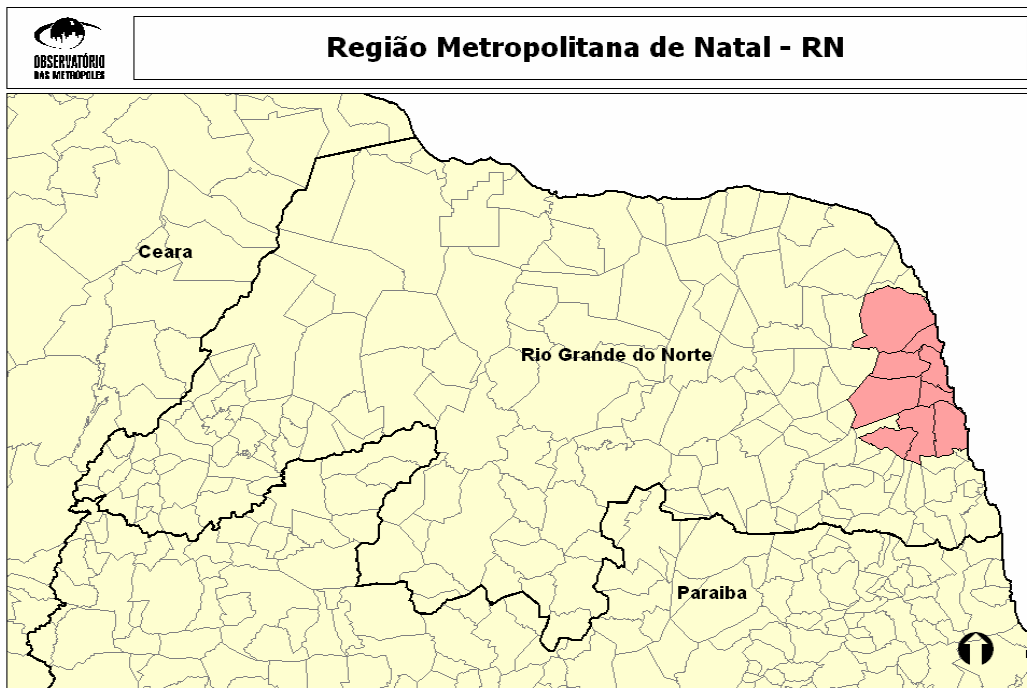 OBSERVATÓRIO
DAS METRÓPOLES
Região Metropolitana de Natal - RN
Ceara
Rio Grande do Norte
Paraiba